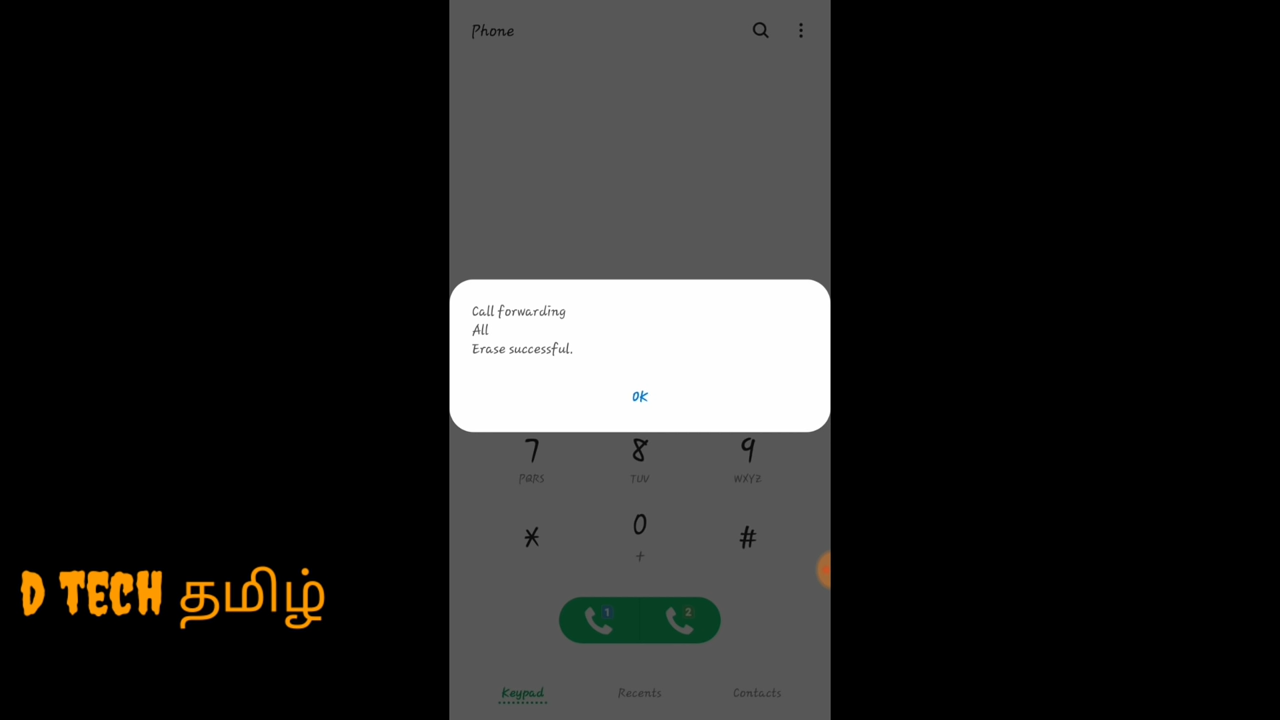 Phone
Call forwarding
All
Erase successful.
OK
7 8 9
PQRS TUV WXYZ
* 0 #
+
1 2
Keypad Recents Contacts
D TECH தமிழ்